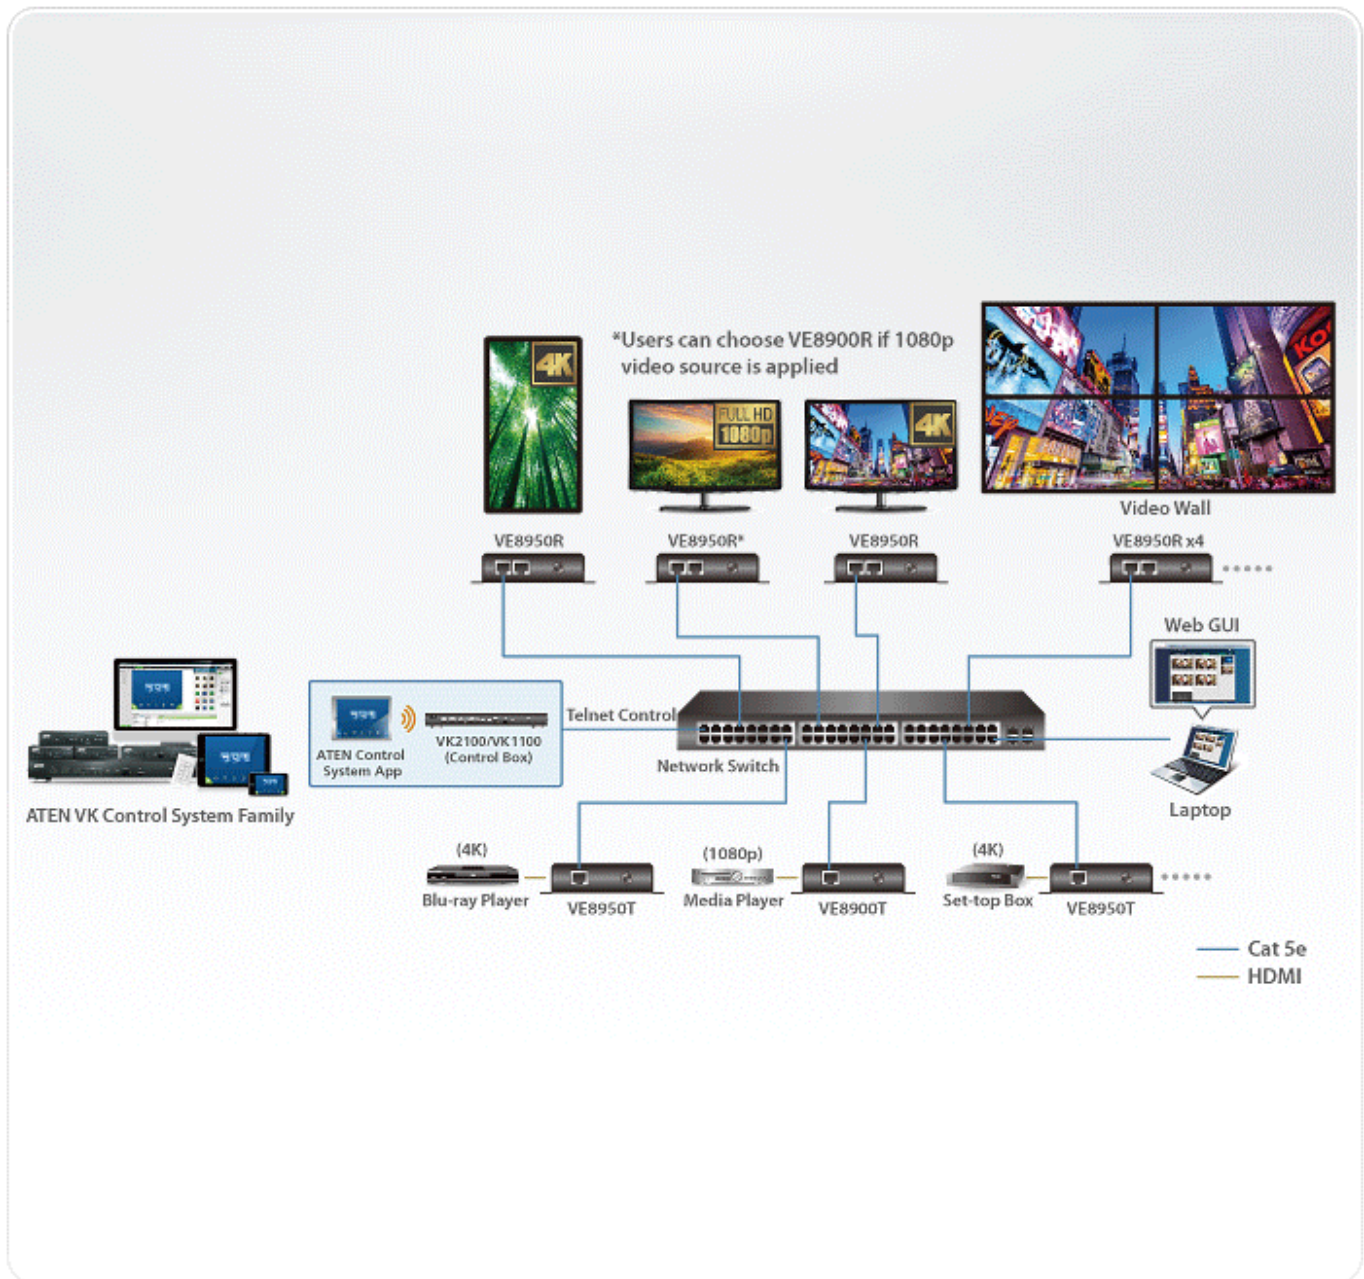 *Users can choose VE8900R if 1080p
video source is applied
4K
FULL HD
1080p
4K
Video Wall
VE8950R
VE8950R*
VE8950R
VE8950R x4
Web GUI
Telnet Control
ATEN Control
System App
VK2100/VK1100
(Control Box)
Network Switch
Laptop
ATEN VK Control System Family
(4K)
Blu-ray Player
VE8950T
(1080p)
Media Player
VE8900T
(4K)
Set-top Box
VE8950T
Cat 5e
HDMI